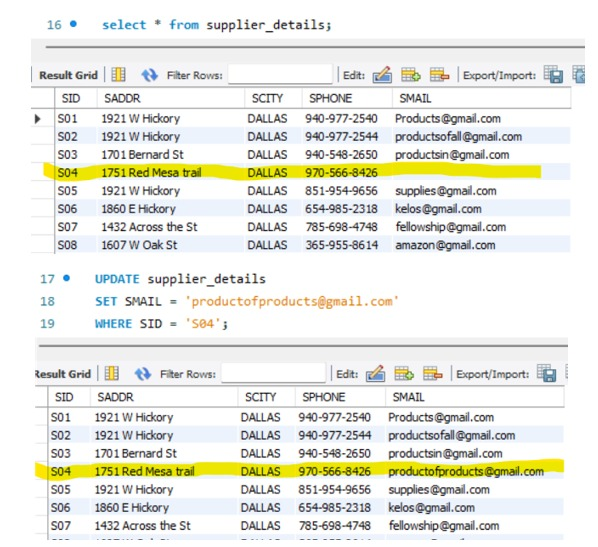 16 select * from supplier_details;
Result Grid Filter Rows: Edit: Export/Import:
SID SADDR SCITY SPHONE SMAIL
S01 1921 W Hickory DALLAS 940-977-2540 Products@gmail.com
S02 1921 W Hickory DALLAS 940-977-2544 productsofall@gmail.com
S03 1701 Bernard St DALLAS 940-548-2650 productsin@gmail.com
S04 1751 Red Mesa trail DALLAS 970-566-8426
S05 1921 W Hickory DALLAS 851-954-9656 supplies@gmail.com
S06 1860 E Hickory DALLAS 654-985-2318 kelos@gmail.com
S07 1432 Across the St DALLAS 785-698-4748 fellowship@gmail.com
S08 1607 W Oak St DALLAS 365-955-8614 amazon@gmail.com
17 UPDATE supplier_details
18 SET SMAIL = 'productofproducts@gmail.com'
19 WHERE SID = 'S04';
Result Grid Filter Rows: Edit: Export/Import:
SID SADDR SCITY SPHONE SMAIL
S01 1921 W Hickory DALLAS 940-977-2540 Products@gmail.com
S02 1921 W Hickory DALLAS 940-977-2544 productsofall@gmail.com
S03 1701 Bernard St DALLAS 940-548-2650 productsin@gmail.com
S04 1751 Red Mesa trail DALLAS 970-566-8426 productofproducts@gmail.com
S05 1921 W Hickory DALLAS 851-954-9656 supplies@gmail.com
S06 1860 E Hickory DALLAS 654-985-2318 kelos@gmail.com
S07 1432 Across the St DALLAS 785-698-4748 fellowship@gmail.com